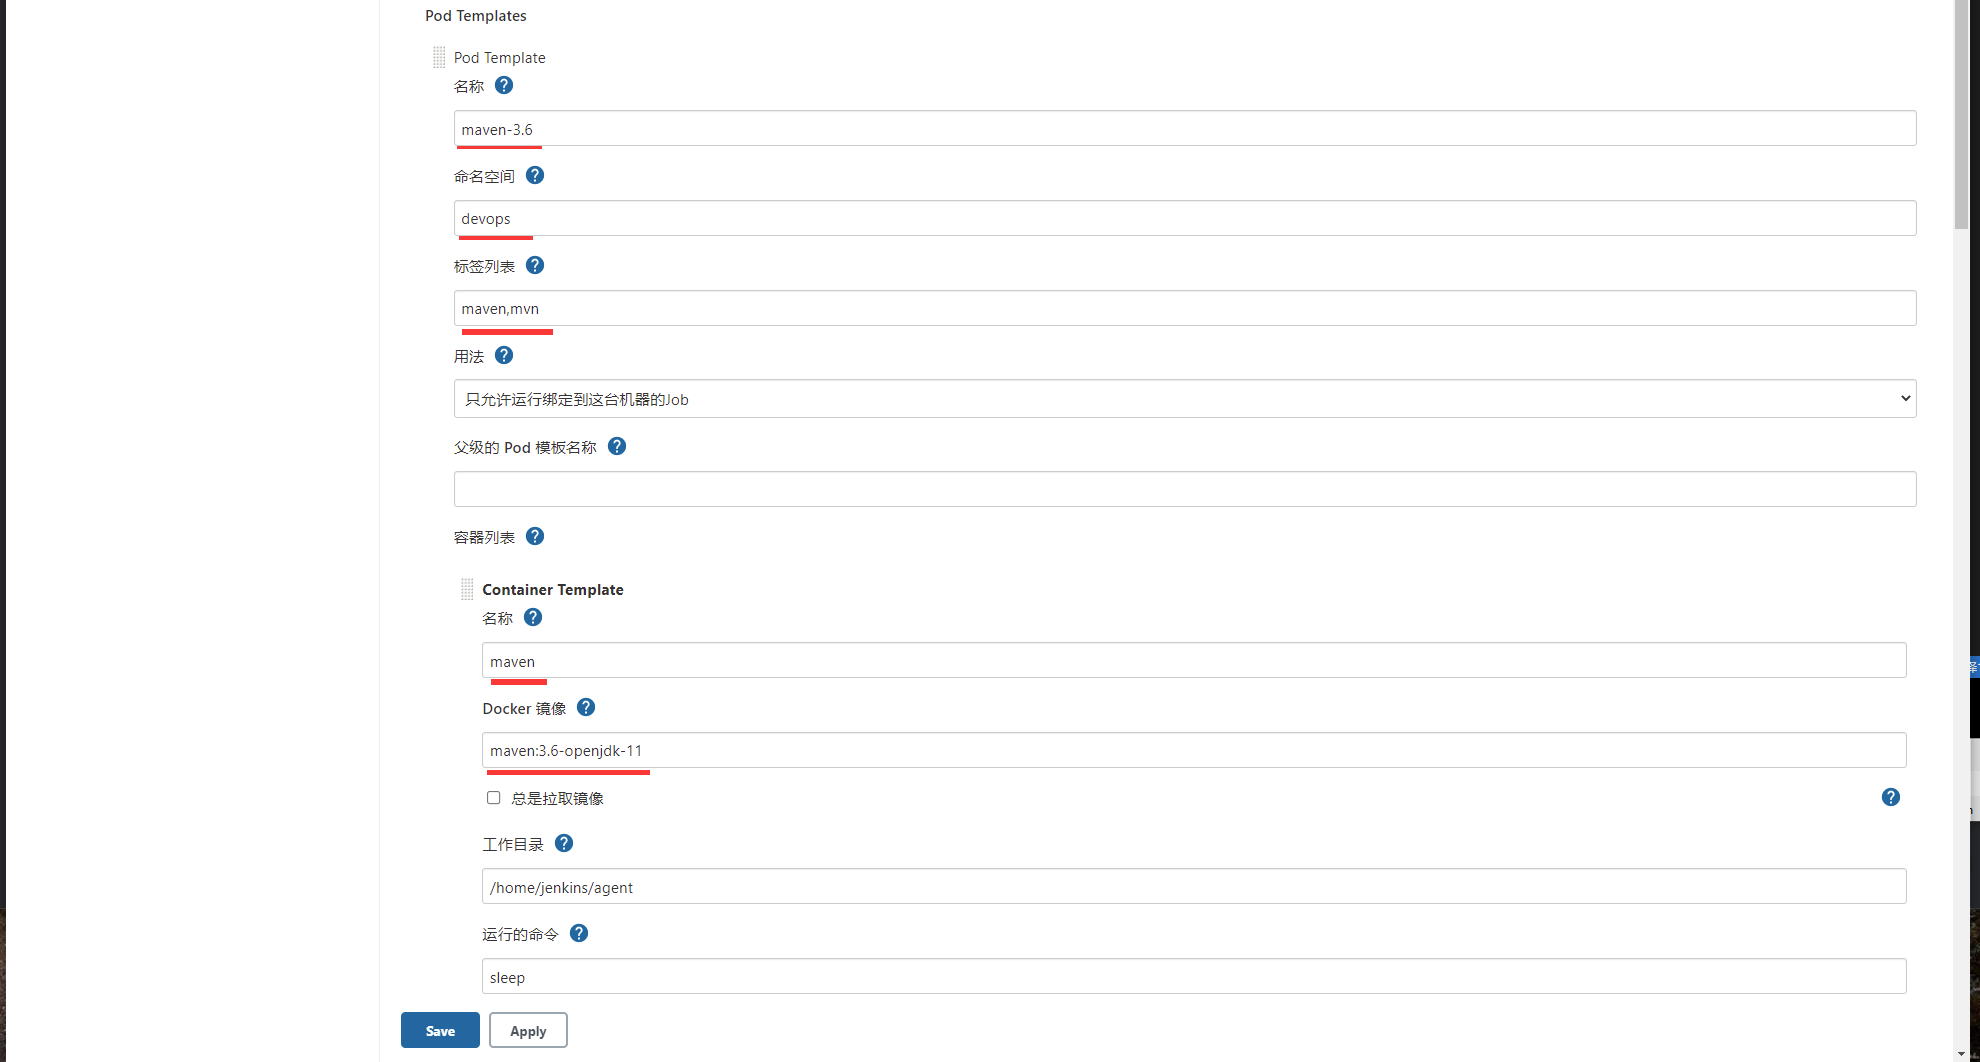 Pod Templates
Pod Template
名称 ?
maven-3.6
命名空间 ?
devops
标签列表 ?
maven,mvn
用法 ?
只允许运行绑定到这台机器的Job
父级的 Pod 模板名称 ?
容器列表 ?
Container Template
名称 ?
maven
Docker 镜像 ?
maven:3.6-openjdk-11
总是拉取镜像 ?
工作目录 ?
/home/jenkins/agent
运行的命令 ?
sleep
Save Apply